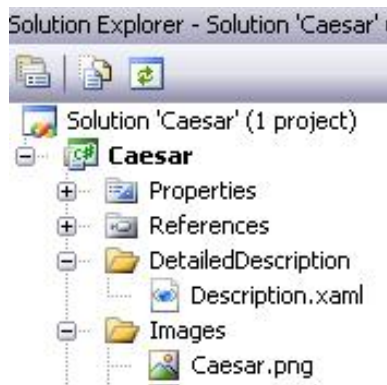 Solution Explorer - Solution 'Caesar'
Solution 'Caesar' (1 project)
C#
Caesar
Properties
References
DetailedDescription
Description.xaml
Images
Caesar.png